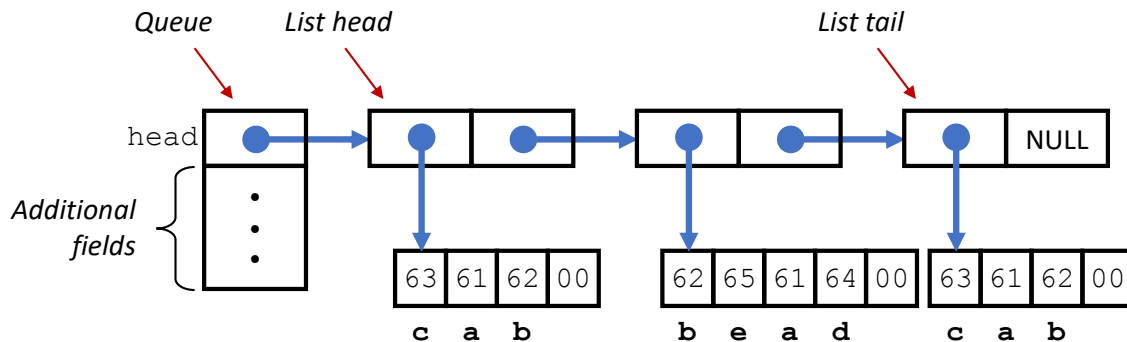 Queue List head List tail
head NULL
Additional
fields
63 61 62 00 62 65 61 64 00 63 61 62 00
c a b b e a d c a b